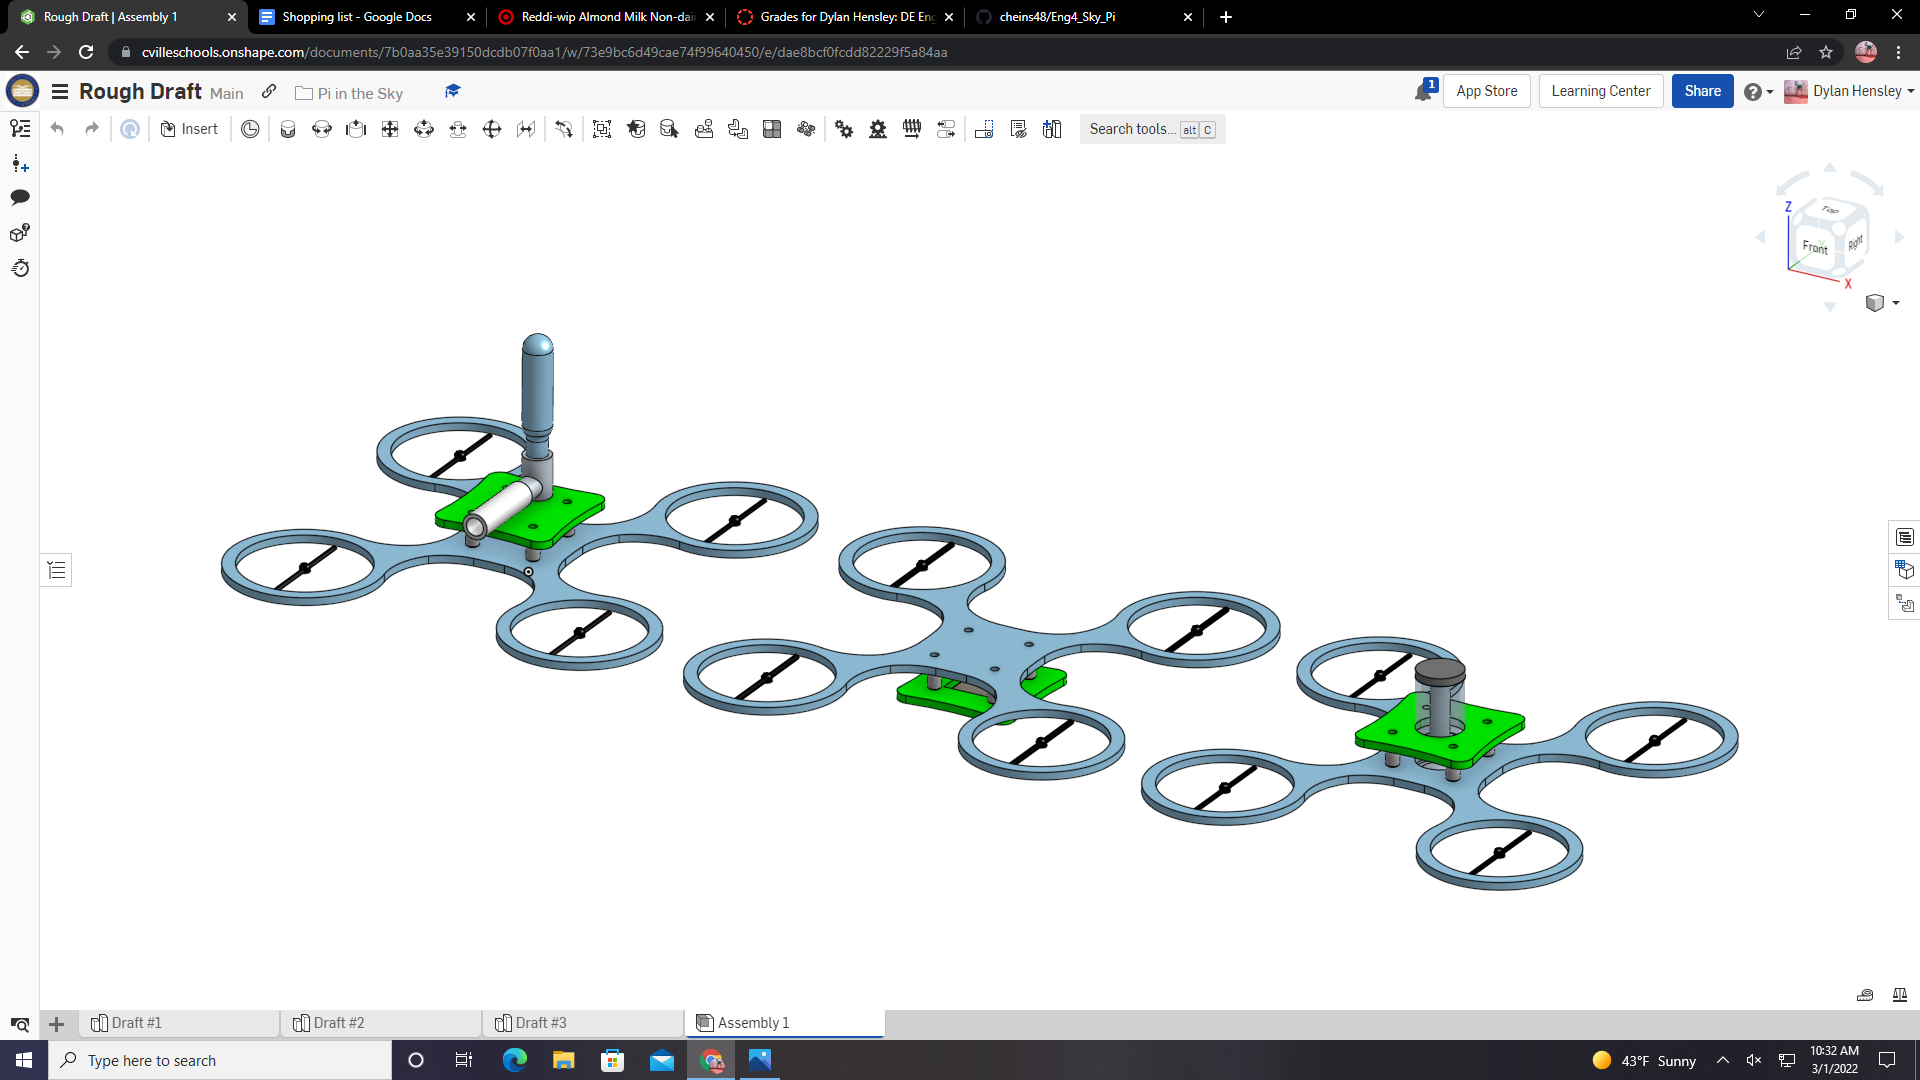 Rough Draft | Assembly 1
Shopping list - Google Docs
Reddi-wip Almond Milk Non-dai
Grades for Dylan Hensley: DE Eng
cheins48/Eng4_Sky_Pi
cvilleschools.onshape.com/documents/7b0aa35e39150dcdb07f0aa1/w/73e9bc6d49cae74f99640450/e/dae8bcf0fcdd82229f5a84aa
Rough Draft Main Pi in the Sky
1
App Store
Learning Center
Share
Dylan Hensley
Insert
Search tools... alt C
Top
Front
Right
Z
X
Draft #1
Draft #2
Draft #3
Assembly 1
Type here to search
43°F Sunny
10:32 AM
3/1/2022